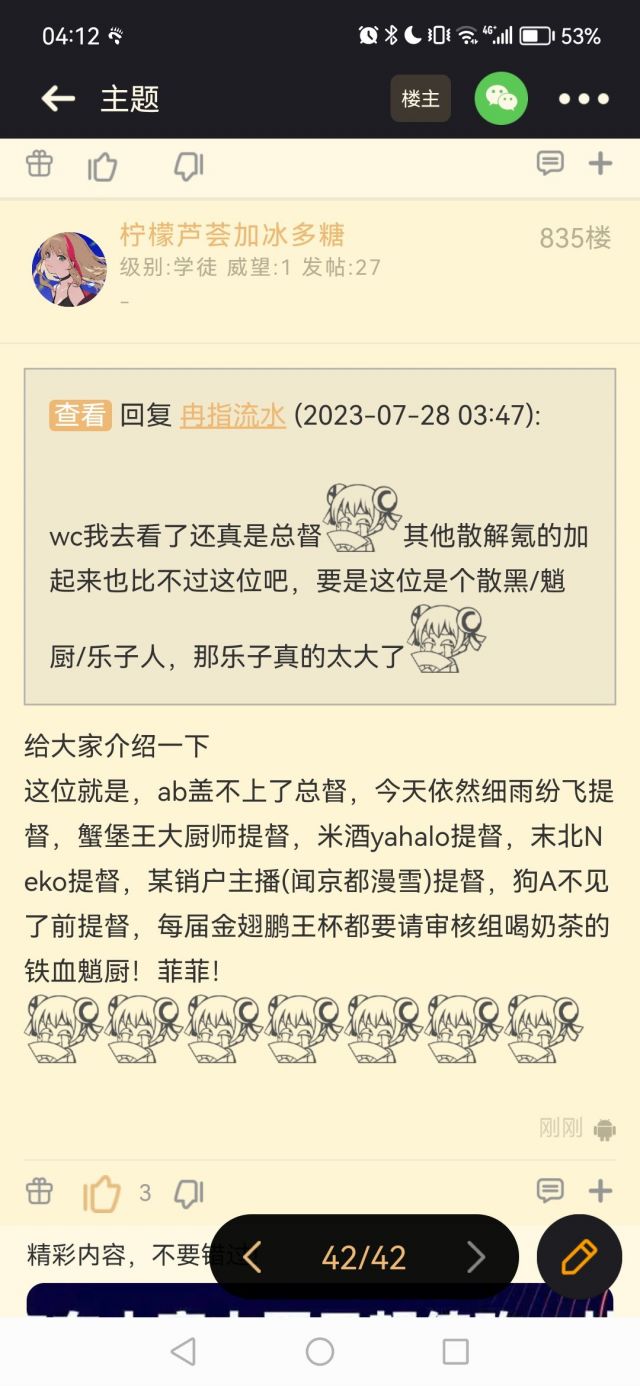 04:12
4G 53%
主题
楼主
柠檬芦荟加冰多糖
835楼
级别:学徒 威望:1 发帖:27
-
查看 回复 冉指流水 (2023-07-28 03:47):
wc我去看了还真是总督 其他散解氪的加
起来也比不过这位吧，要是这位是个散黑/魈
厨/乐子人，那乐子真的太大了
给大家介绍一下
这位就是，ab盖不上了总督，今天依然细雨纷飞提
督，蟹堡王大厨师提督，米酒yahalo提督，末北N
eko提督，某销户主播(闻京都漫雪)提督，狗A不见
了前提督，每届金翅鹏王杯都要请审核组喝奶茶的
铁血魈厨！菲菲！
刚刚
3
精彩内容，不要错过!
42/42